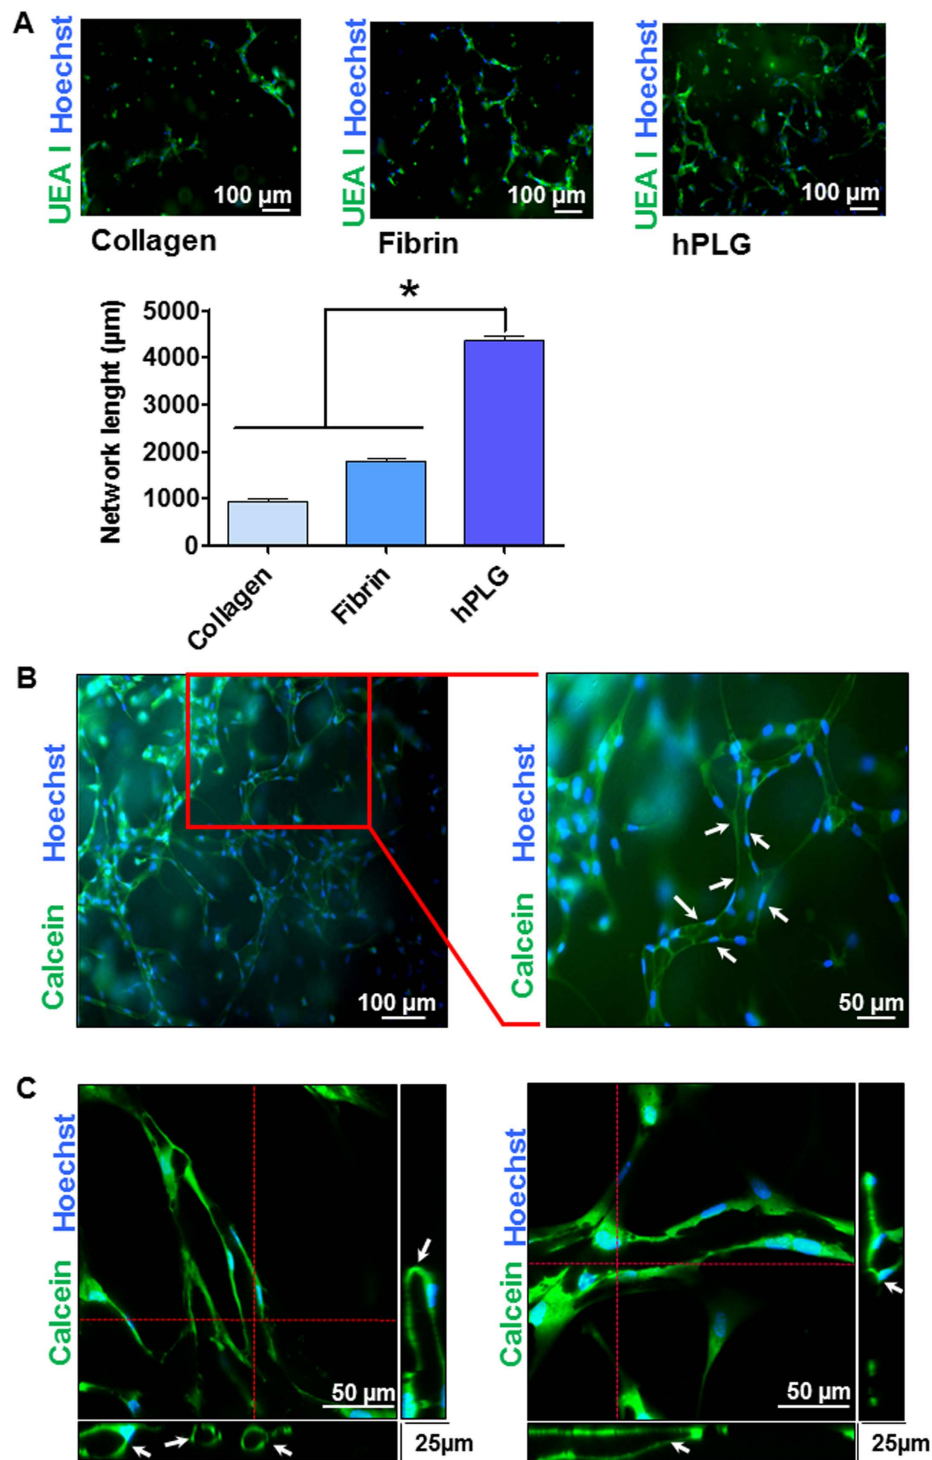 A
UEA I Hoechst
100 µm
Collagen
UEA I Hoechst
100 µm
Fibrin
UEA I Hoechst
100 µm
hPLG
*
Network lenght (µm)
5000
4000
3000
2000
1000
0
Collagen
Fibrin
hPLG
B
Calcein Hoechst
100 µm
Calcein Hoechst
50 µm
C
Calcein Hoechst
50 µm
25µm
Calcein Hoechst
50 µm
25µm